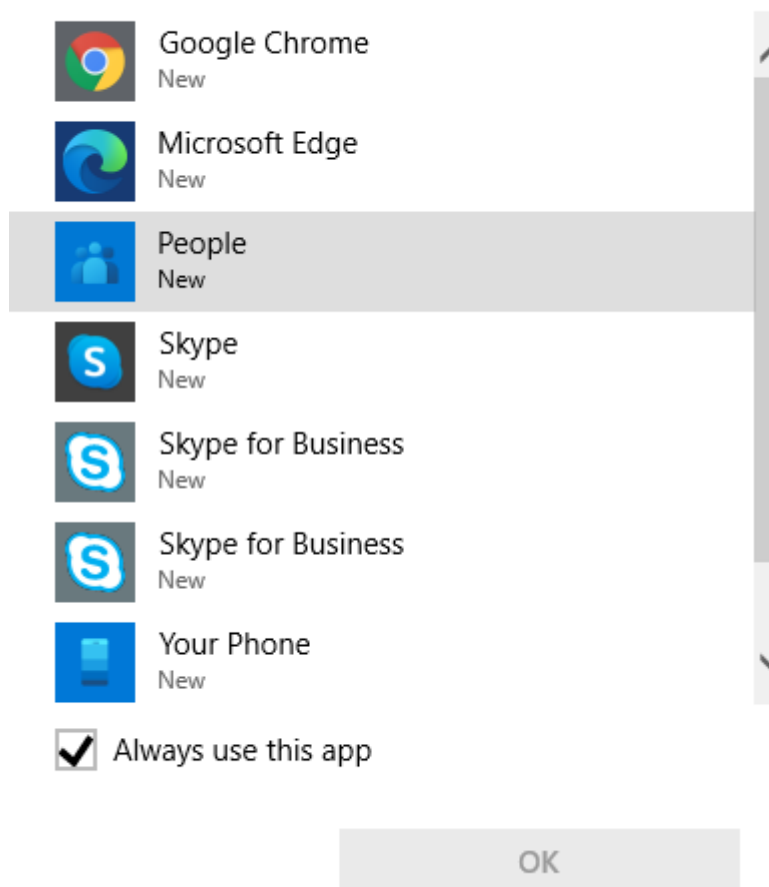 Google Chrome
New
Microsoft Edge
New
People
New
S
Skype
New
S
Skype for Business
New
S
Skype for Business
New
Your Phone
New
Always use this app
OK